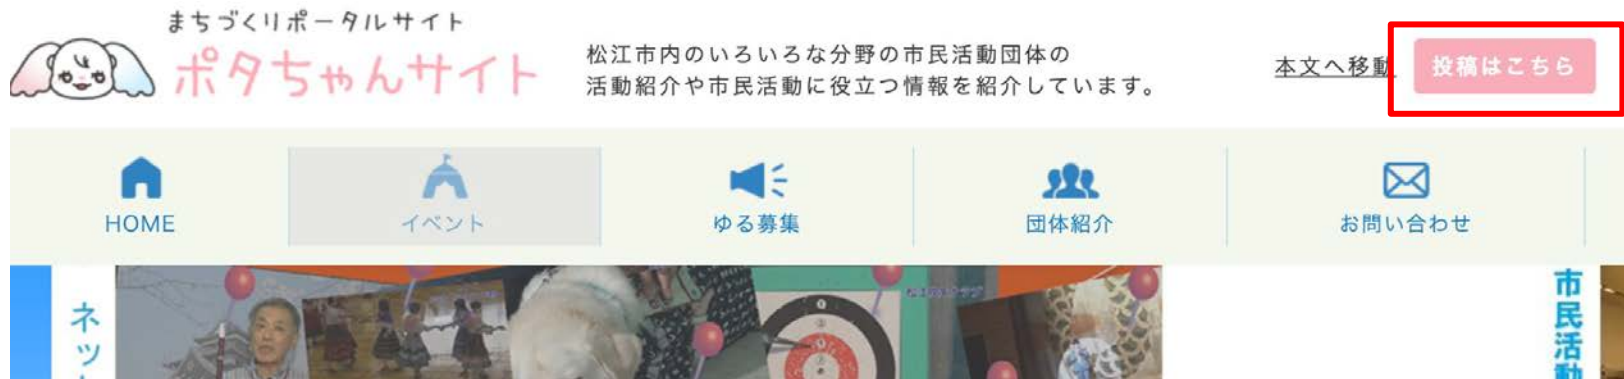 まちづくりポータルサイト
ポタちゃんサイト
松江市内のいろいろな分野の市民活動団体の
活動紹介や市民活動に役立つ情報を紹介しています。
本文へ移動
投稿はこちら
HOME
イベント
ゆる募集
団体紹介
お問い合わせ
ネッ
市民活動